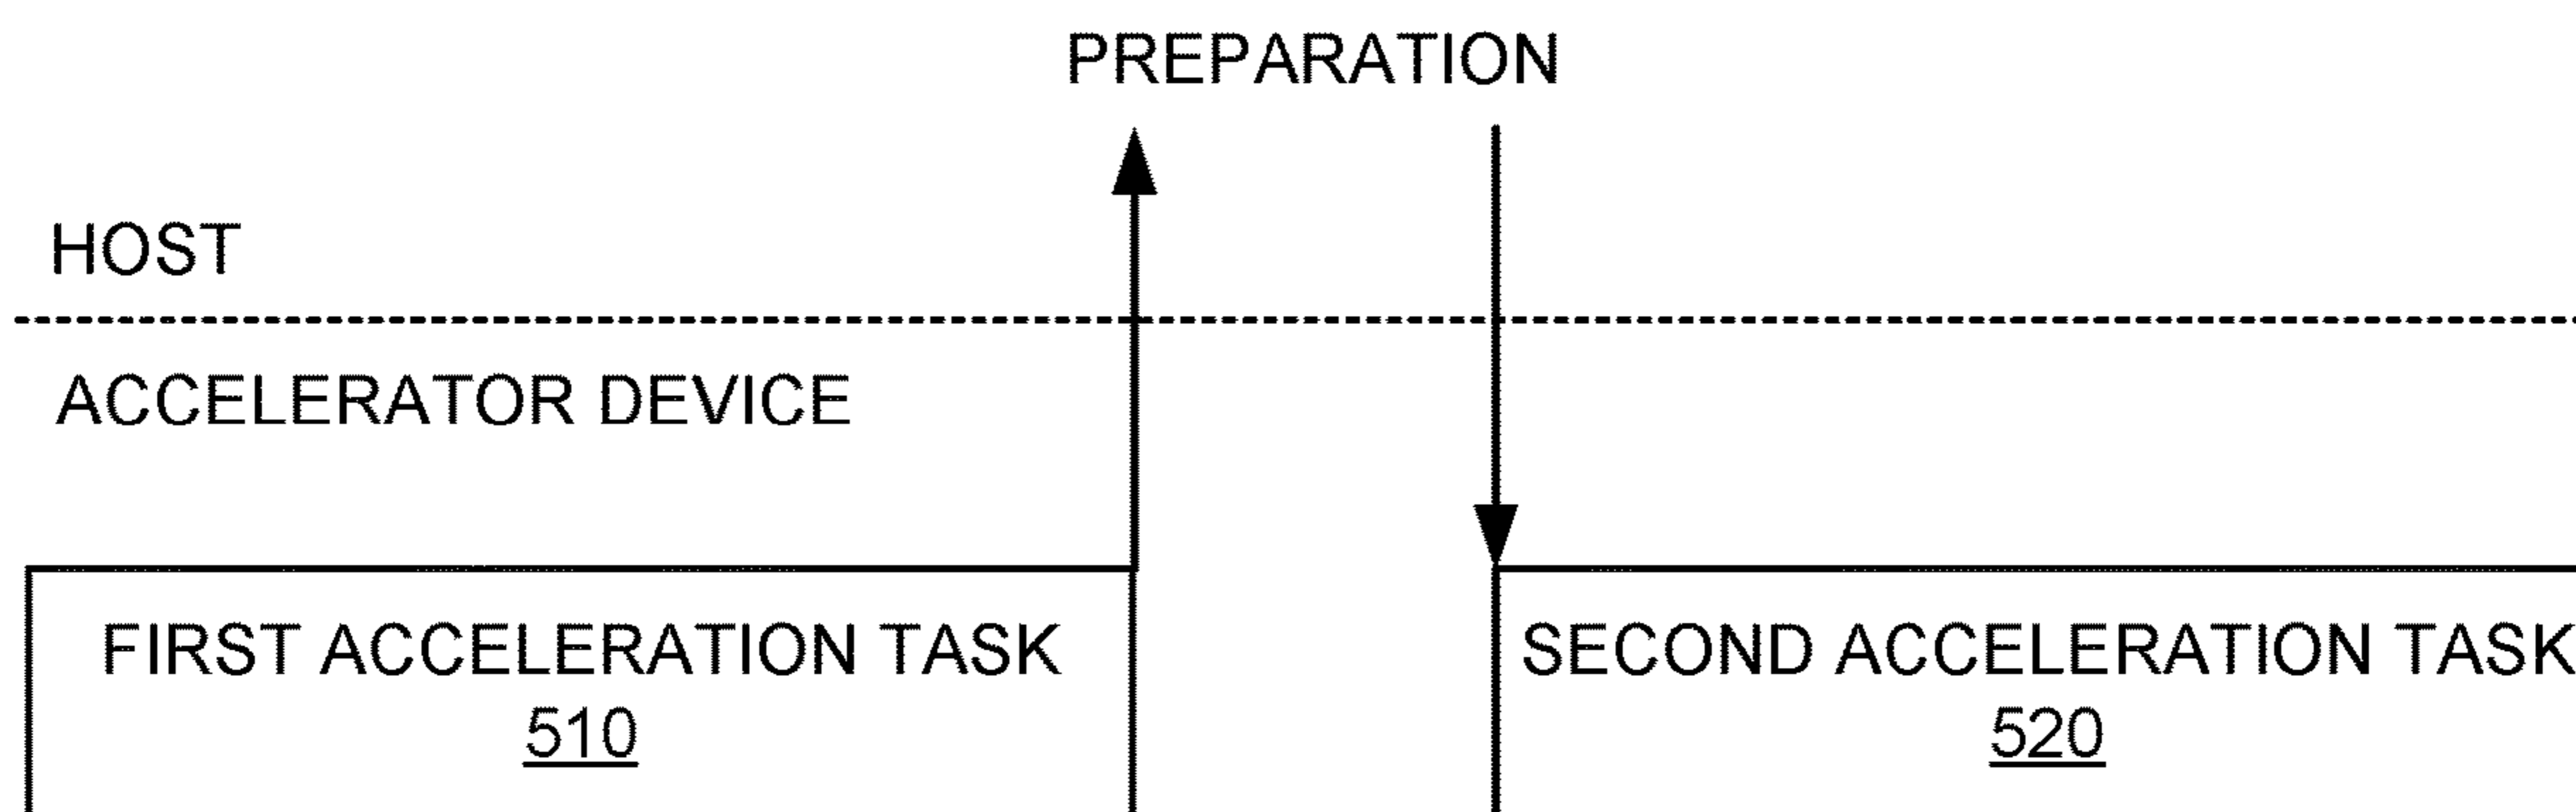 PREPARATION
HOST
ACCELERATOR DEVICE
FIRST ACCELERATION TASK
510
SECOND ACCELERATION TASK
520